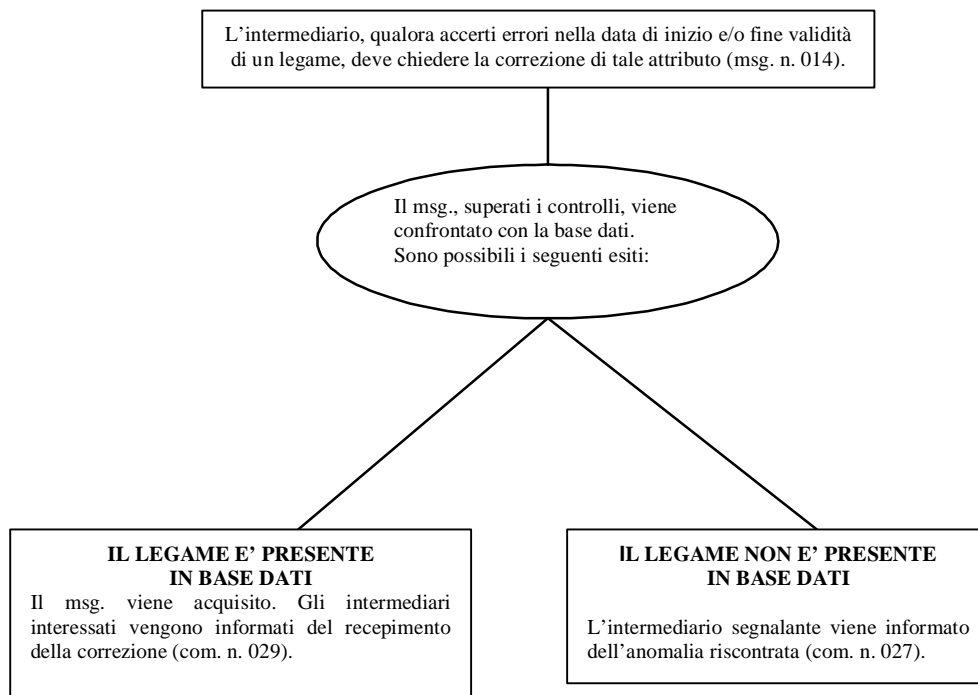 L'intermediario, qualora accerti errori nella data di inizio e/o fine validità
di un legame, deve chiedere la correzione di tale attributo (msg. n. 014).
Il msg., superati i controlli, viene
confrontato con la base dati.
Sono possibili i seguenti esiti:
IL LEGAME E' PRESENTE
IN BASE DATI
Il msg. viene acquisito. Gli intermediari
interessati vengono informati del recepimento
della correzione (com. n. 029).
IL LEGAME NON E' PRESENTE
IN BASE DATI
L'intermediario segnalante viene informato
dell'anomalia riscontrata (com. n. 027).